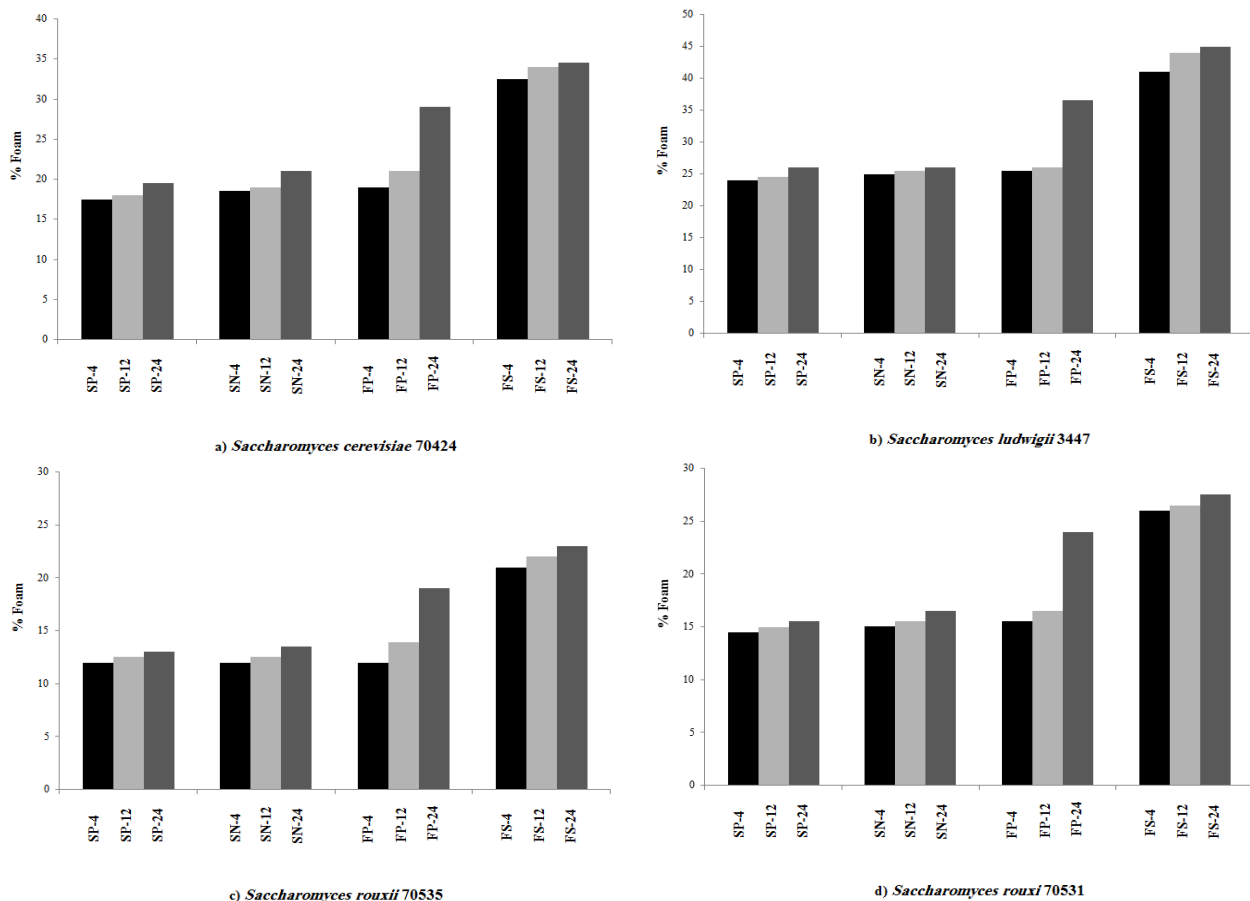 40
35
30
25
20
15
10
5
0
% Foam
SP-4
SP-12
SP-24
SN-4
SN-12
SN-24
FP-4
FP-12
FP-24
FS-4
FS-12
FS-24
a) Saccharomyces cerevisiae 70424
50
45
40
35
30
25
20
15
10
5
0
% Foam
SP-4
SP-12
SP-24
SN-4
SN-12
SN-24
FP-4
FP-12
FP-24
FS-4
FS-12
FS-24
b) Saccharomyces ludwigii 3447
30
25
20
15
10
5
0
% Foam
SP-4
SP-12
SP-24
SN-4
SN-12
SN-24
FP-4
FP-12
FP-24
FS-4
FS-12
FS-24
c) Saccharomyces rouxii 70535
30
25
20
15
10
5
0
% Foam
SP-4
SP-12
SP-24
SN-4
SN-12
SN-24
FP-4
FP-12
FP-24
FS-4
FS-12
FS-24
d) Saccharomyces rouxi 70531